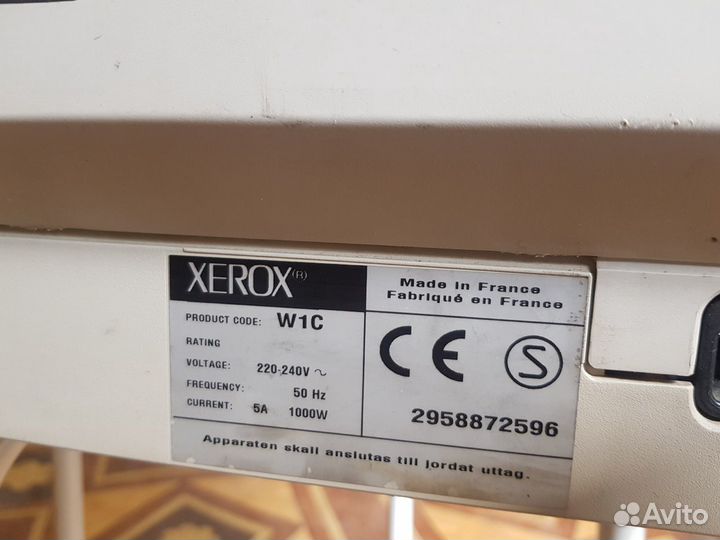 XEROX(R)
Made in France
Fabriqué en France
PRODUCT CODE: W1C
RATING
VOLTAGE: 220-240V ~
FREQUENCY: 50 Hz
CURRENT: 5A 1000W
CE S
2958872596
Apparaten skall anslutas till jordat uttag.
Avito